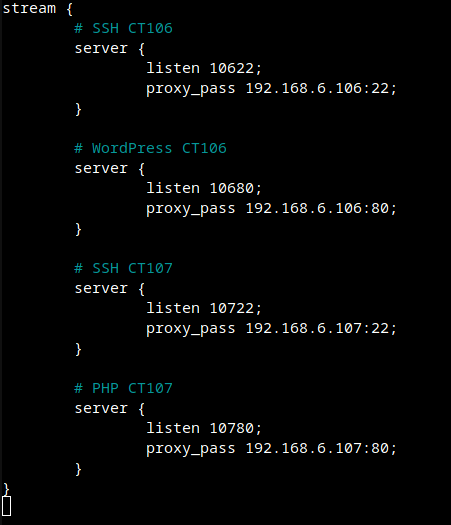 stream {
        # SSH CT106
        server {
                listen 10622;
                proxy_pass 192.168.6.106:22;
        }

        # WordPress CT106
        server {
                listen 10680;
                proxy_pass 192.168.6.106:80;
        }

        # SSH CT107
        server {
                listen 10722;
                proxy_pass 192.168.6.107:22;
        }

        # PHP CT107
        server {
                listen 10780;
                proxy_pass 192.168.6.107:80;
        }
}